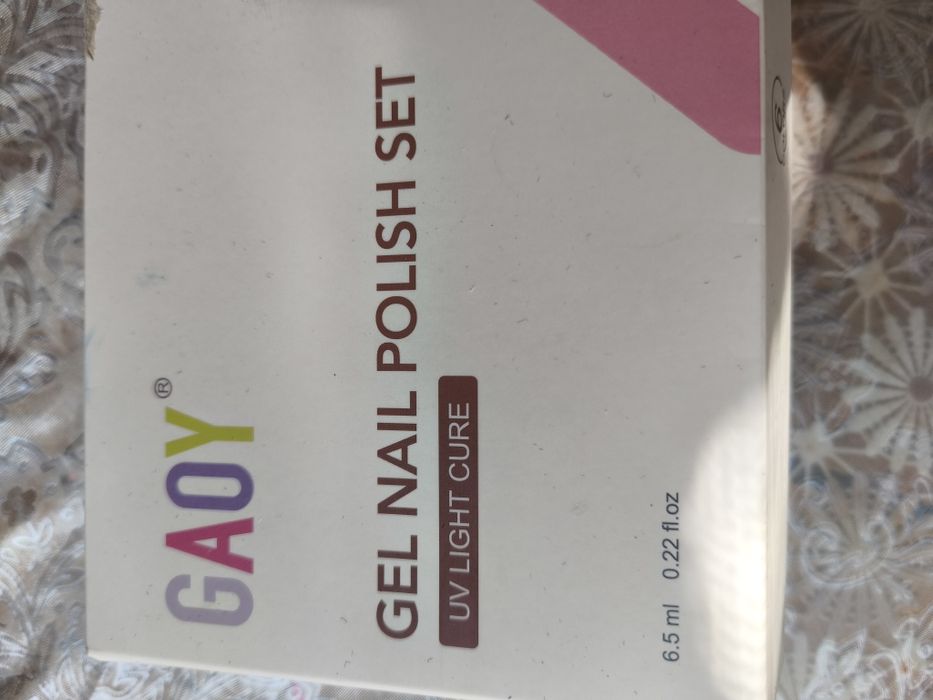 GAOY®
GEL NAIL POLISH SET
UV LIGHT CURE
6.5 ml 0.22 fl.oz